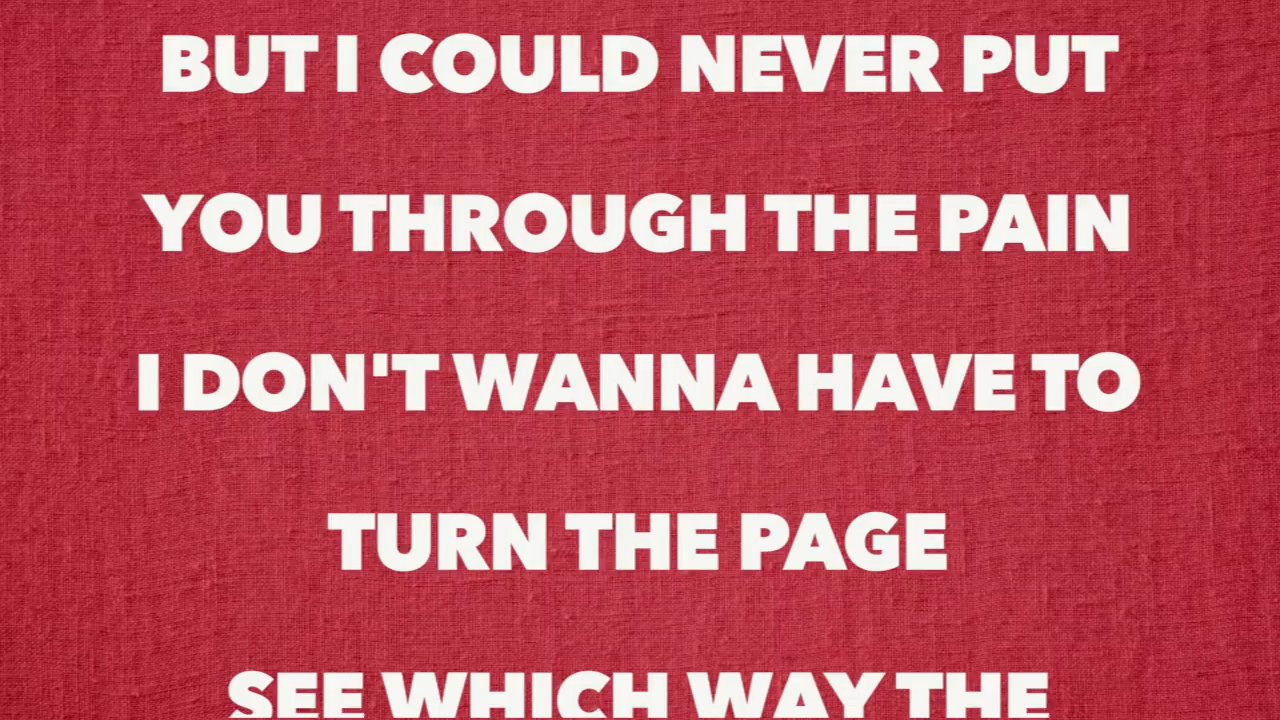 BUT I COULD NEVER PUT
YOU THROUGH THE PAIN
I DON'T WANNA HAVE TO
TURN THE PAGE
SEE WHICH WAY THE